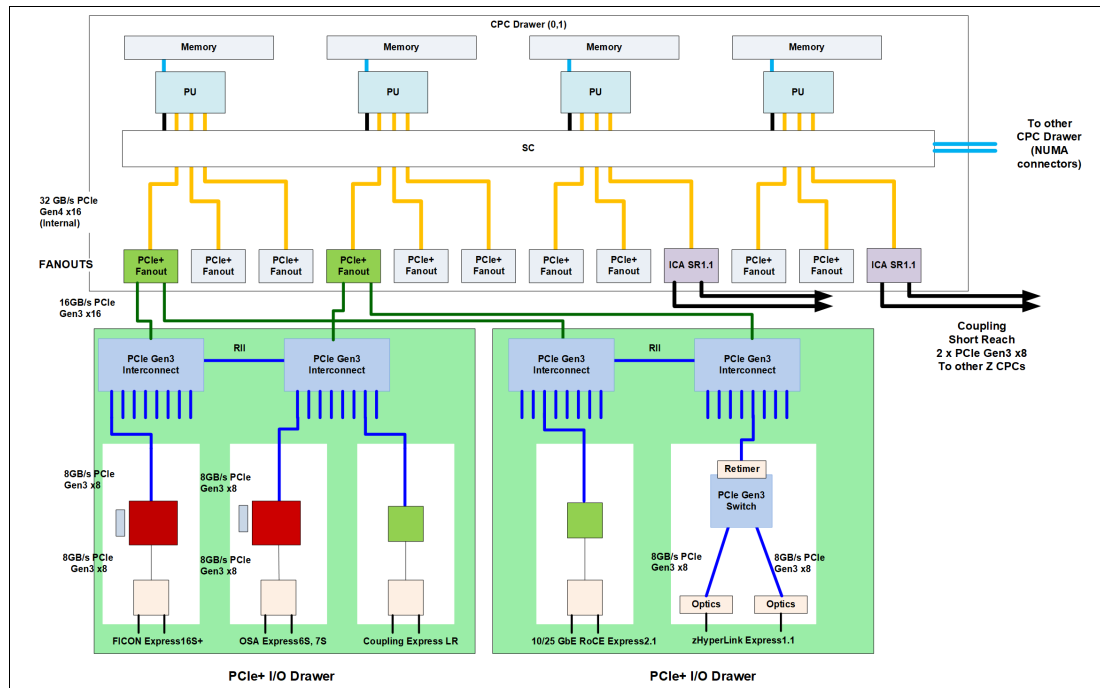 CPC Drawer (0,1)
Memory
Memory
Memory
Memory
PU
PU
PU
PU
SC
To other
CPC Drawer
(NUMA
connectors)
32 GB/s PCIe
Gen4 x16
(Internal)
FANOUTS
PCIe+
Fanout
PCIe+
Fanout
PCIe+
Fanout
PCIe+
Fanout
PCIe+
Fanout
PCIe+
Fanout
PCIe+
Fanout
PCIe+
Fanout
ICA SR1.1
PCIe+
Fanout
PCIe+
Fanout
ICA SR1.1
16GB/s PCIe
Gen3 x16
Coupling
Short Reach
2 x PCIe Gen3 x8
To other Z CPCs
PCIe Gen3
Interconnect
RII
PCIe Gen3
Interconnect
PCIe Gen3
Interconnect
RII
PCIe Gen3
Interconnect
8GB/s PCIe
Gen3 x8
8GB/s PCIe
Gen3 x8
Retimer
PCIe Gen3
Switch
8GB/s PCIe
Gen3 x8
8GB/s PCIe
Gen3 x8
8GB/s PCIe
Gen3 x8
8GB/s PCIe
Gen3 x8
Optics
Optics
FICON Express16S+
OSA Express6S, 7S
Coupling Express LR
10/25 GbE RoCE Express2.1
zHyperLink Express1.1
PCIe+ I/O Drawer
PCIe+ I/O Drawer